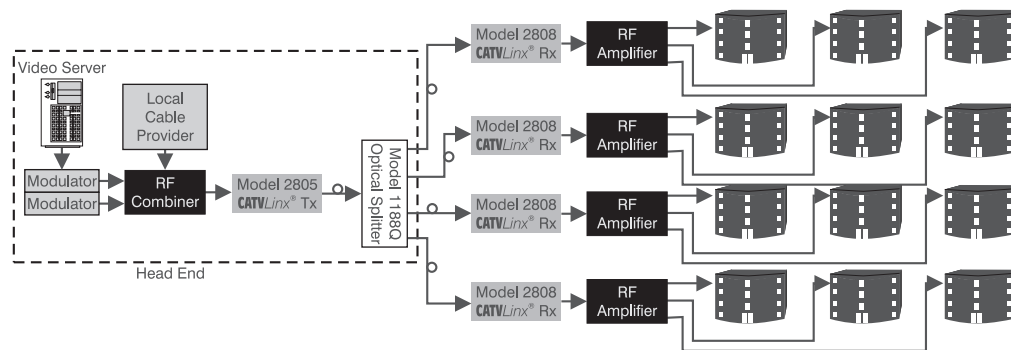 Video Server
Local
Cable
Provider
Modulator
Modulator
RF
Combiner
Model 2805
CATVLinx® Tx
Model 1188Q
Optical Splitter
Head End
Model 2808
CATVLinx® Rx
RF
Amplifier
Model 2808
CATVLinx® Rx
RF
Amplifier
Model 2808
CATVLinx® Rx
RF
Amplifier
Model 2808
CATVLinx® Rx
RF
Amplifier